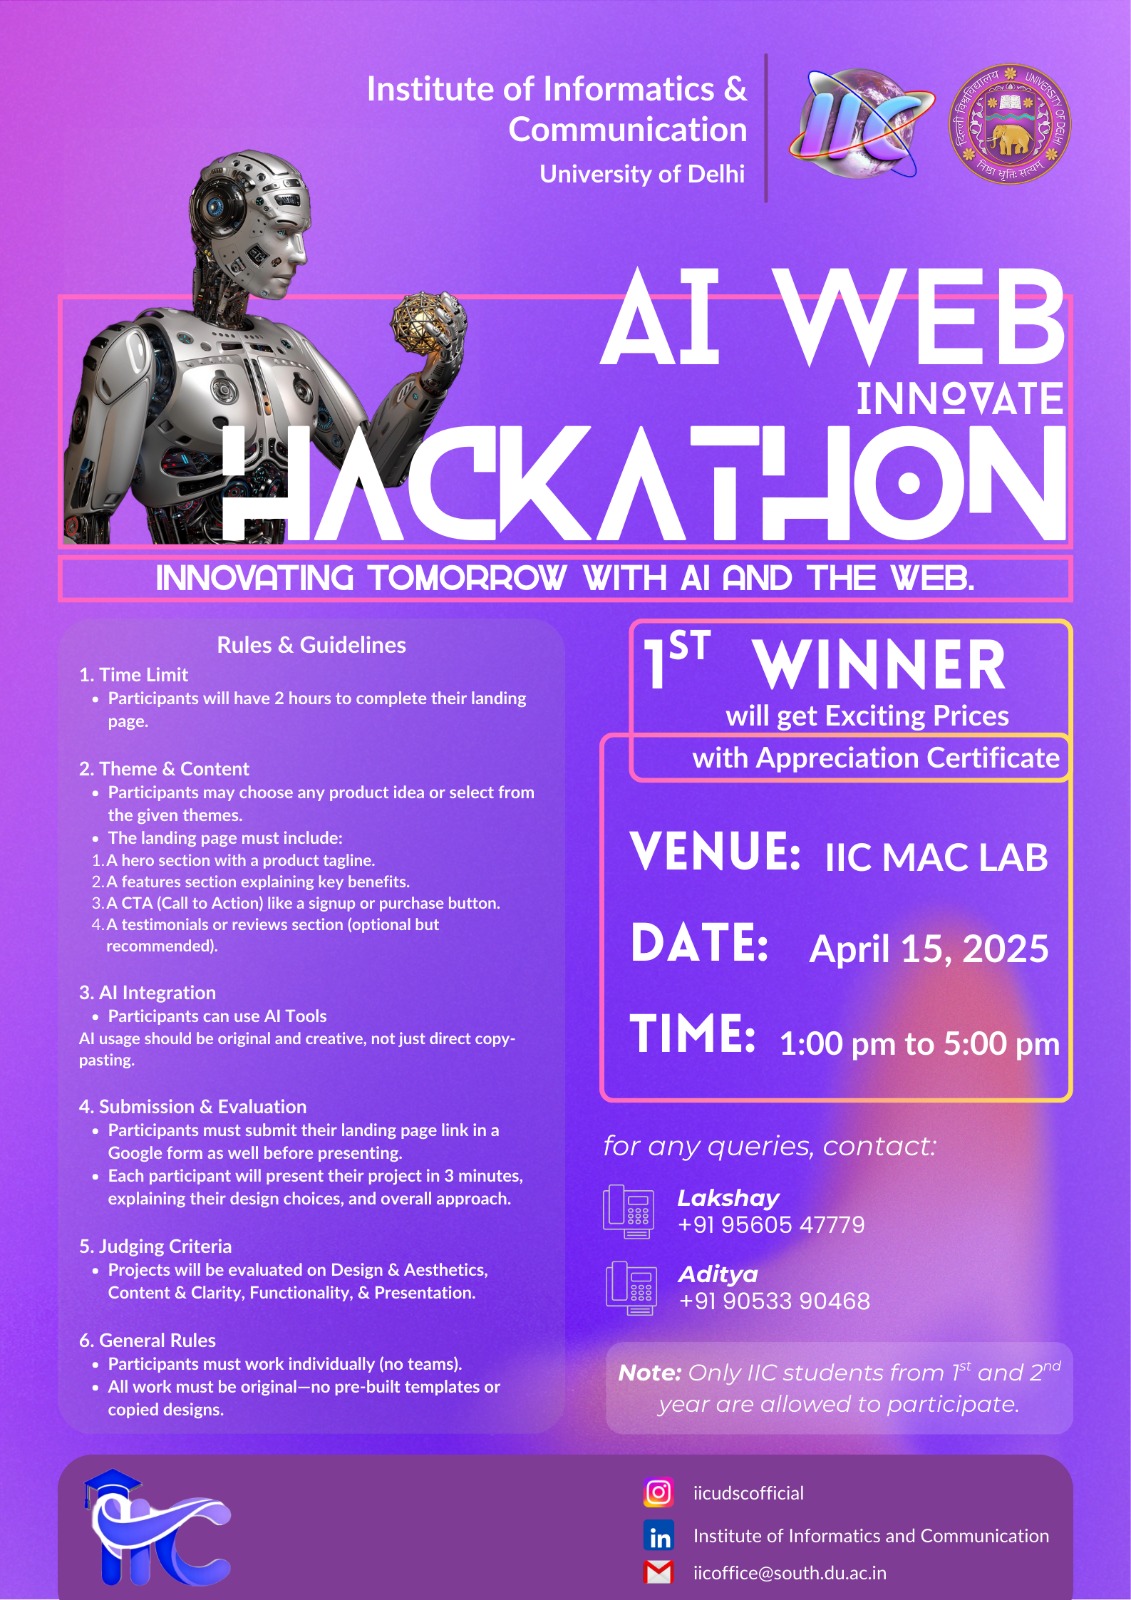 Institute of Informatics &
Communication
University of Delhi
IIC
दिल्ली विश्वविद्यालय
UNIVERSITY OF DELHI
निष्ठा धृतिः सत्यम्
AI WEB
INNOVATE
HACKATHON
INNOVATING TOMORROW WITH AI AND THE WEB.
Rules & Guidelines
1. Time Limit
• Participants will have 2 hours to complete their landing
page.
2. Theme & Content
• Participants may choose any product idea or select from
the given themes.
• The landing page must include:
1. A hero section with a product tagline.
2. A features section explaining key benefits.
3. A CTA (Call to Action) like a signup or purchase button.
4. A testimonials or reviews section (optional but
recommended).
3. AI Integration
• Participants can use AI Tools
AI usage should be original and creative, not just direct copy-
pasting.
4. Submission & Evaluation
• Participants must submit their landing page link in a
Google form as well before presenting.
• Each participant will present their project in 3 minutes,
explaining their design choices, and overall approach.
5. Judging Criteria
• Projects will be evaluated on Design & Aesthetics,
Content & Clarity, Functionality, & Presentation.
6. General Rules
• Participants must work individually (no teams).
• All work must be original—no pre-built templates or
copied designs.
1ST WINNER
will get Exciting Prices
with Appreciation Certificate
VENUE: IIC MAC LAB
DATE: April 15, 2025
TIME: 1:00 pm to 5:00 pm
for any queries, contact:
Lakshay
+91 95605 47779
Aditya
+91 90533 90468
Note: Only IIC students from 1st and 2nd
year are allowed to participate.
IIC
iicudscofficial
Institute of Informatics and Communication
iicoffice@south.du.ac.in